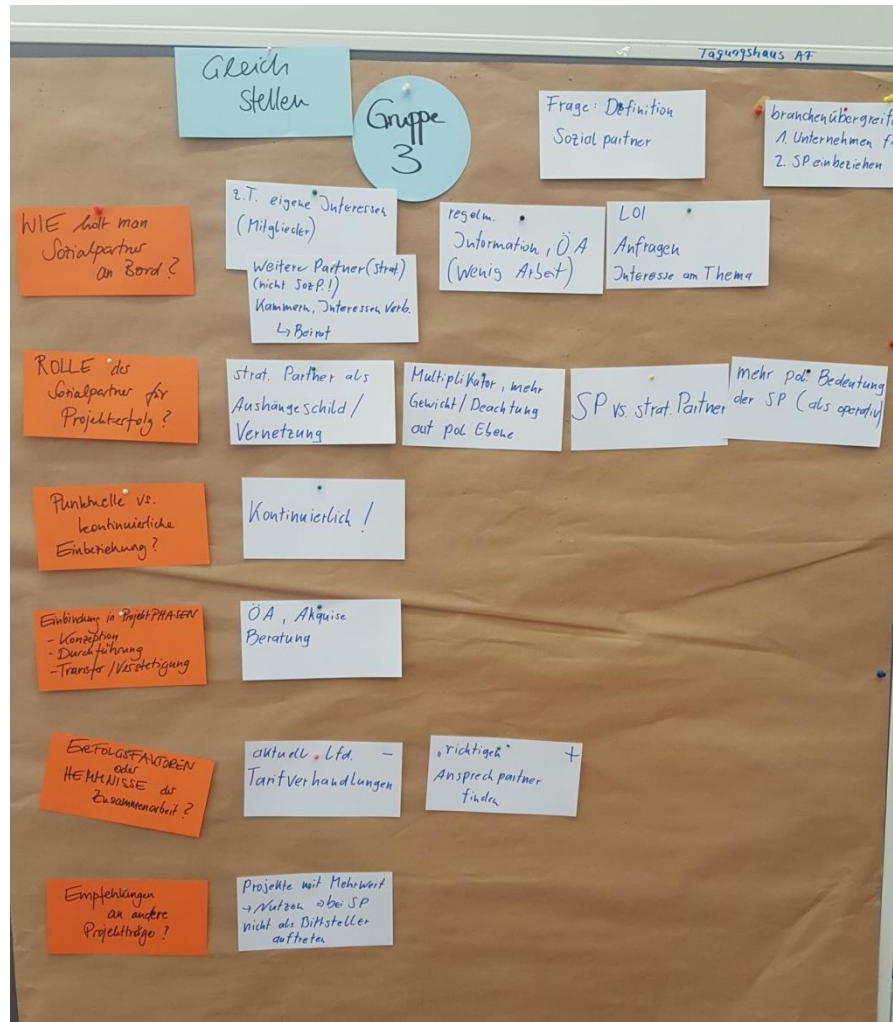 Tagungshaus AF
Gleich
stellen
Gruppe
3
Frage: Definition
Sozialpartner
branchenübergreif
1. Unternehmen f
2. SP einbeziehen
WIE holt man
Sozialpartner
an Bord?
z.T. eigene Interessen
(Mitglieder)
weitere Partner (strat.)
(nicht SozP.!)
Kammern, Interessen Verb.
↳ Beirat
regelm.
Information, ÖA
(wenig Arbeit)
LOI
Anfragen
Interesse am Thema
ROLLE der
Sozialpartner für
Projekterfolg?
strat. Partner als
Aushängeschild/
Vernetzung
Multiplikator, mehr
Gewicht/Beachtung
auf pol. Ebene
SP vs. strat. Partner
mehr pol. Bedeutung
der SP (als operativ)
Punktuelle vs.
kontinuierliche
Einbeziehung?
Kontinuierlich!
Einbindung in ProjektPHASEN
- Konzeption
- Durchführung
- Transfer/Verstetigung
ÖA, Akquise
Beratung
ERFOLGSFAKTOREN
oder
HEMMNISSE der
Zusammenarbeit?
aktuell lfd. -
Tarifverhandlungen
"richtigen" +
Ansprechpartner
finden
Empfehlungen
an andere
Projektträger?
Projekte mit Mehrwert
→ Nutzen → bei SP
nicht als Bittsteller
auftreten